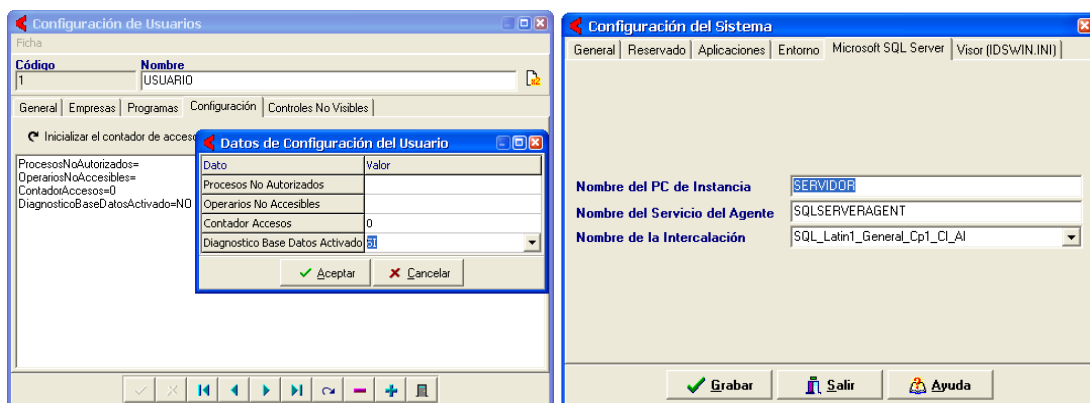 Configuración de Usuarios
Ficha
Código Nombre
1 USUARIO
General Empresas Programas Configuración Controles No Visibles
Inicializar el contador de acceso
ProcesosNoAutorizados=
OperariosNoAccesibles=
ContadorAccesos=0
DiagnosticoBaseDatosActivado=NO
Datos de Configuración del Usuario
Dato Valor
Procesos No Autorizados
Operarios No Accesibles
Contador Accesos 0
Diagnostico Base Datos Activado SI
Aceptar Cancelar
Configuración del Sistema
General Reservado Aplicaciones Entorno Microsoft SQL Server Visor (IDSWIN.INI)
Nombre del PC de Instancia SERVIDOR
Nombre del Servicio del Agente SQLSERVERAGENT
Nombre de la Intercalación SQL_Latin1_General_Cp1_CI_AI
Grabar Salir Ayuda